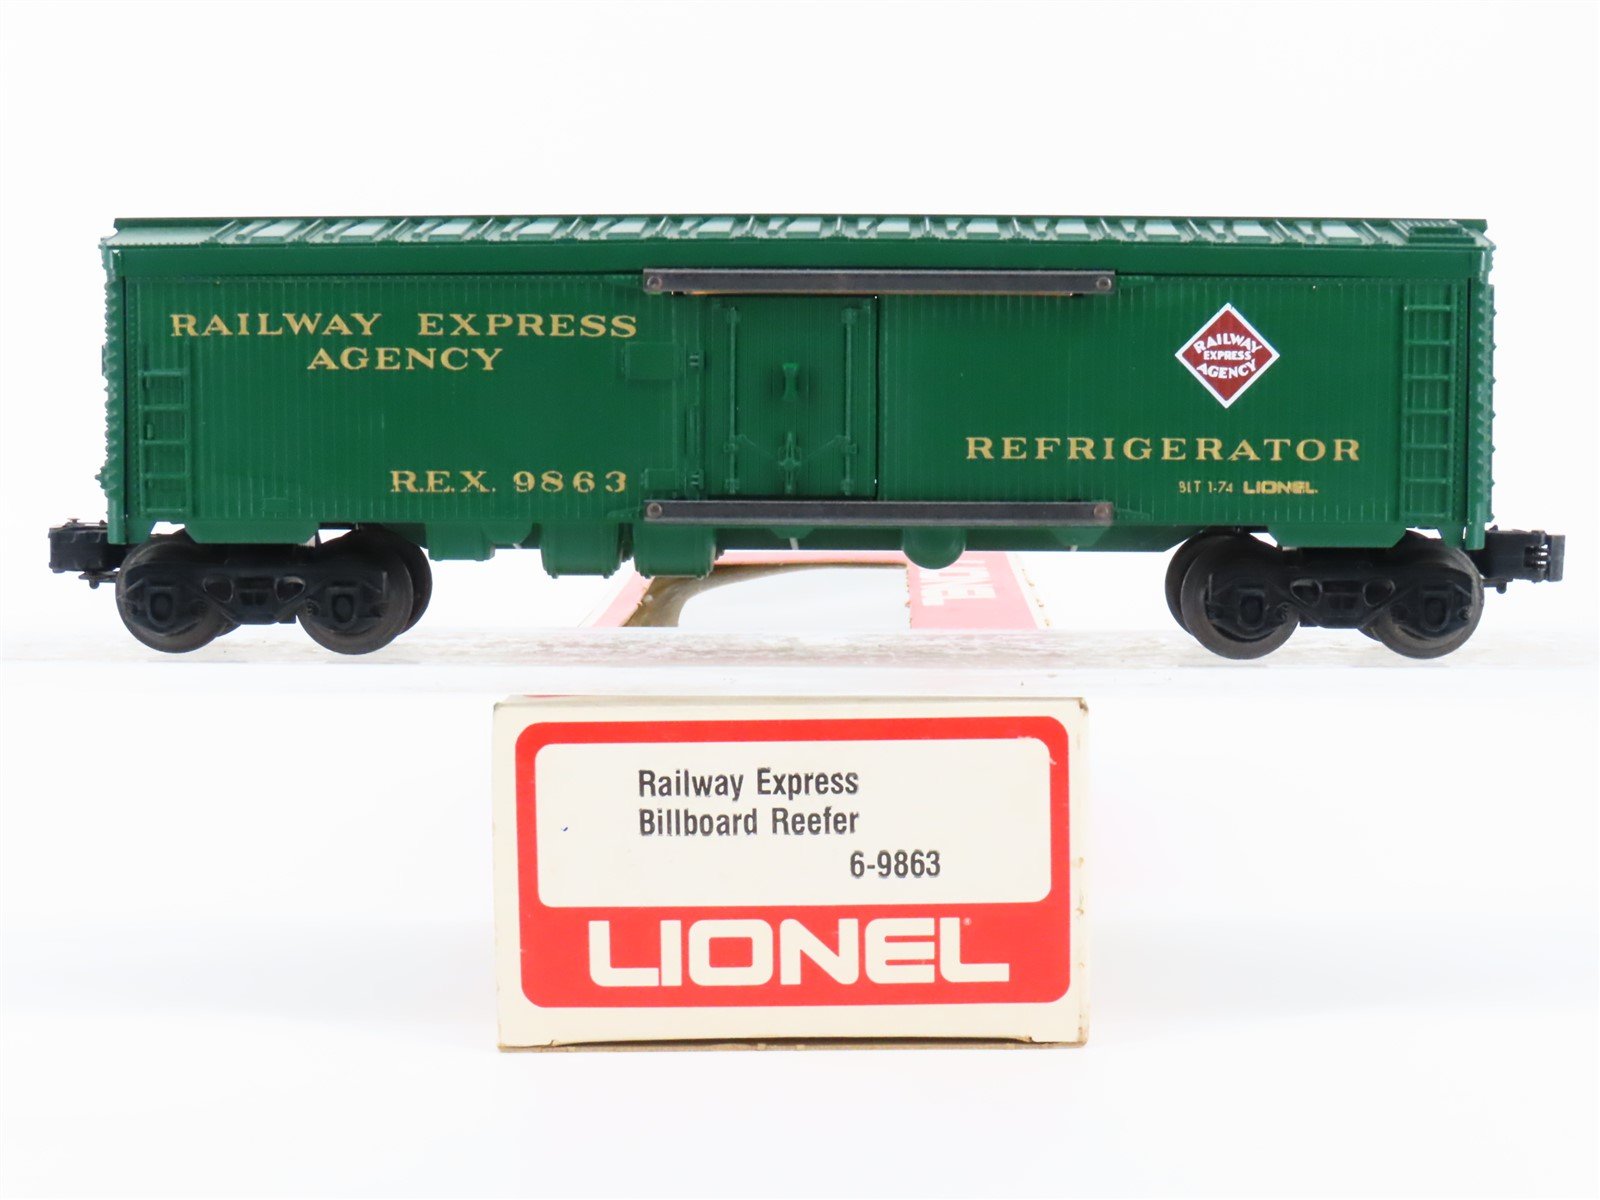 RAILWAY EXPRESS
AGENCY
R.E.X. 9863
RAILWAY
EXPRESS
AGENCY
REFRIGERATOR
BLT 1-74 LIONEL
LIONEL
Railway Express
Billboard Reefer
6-9863
LIONEL®